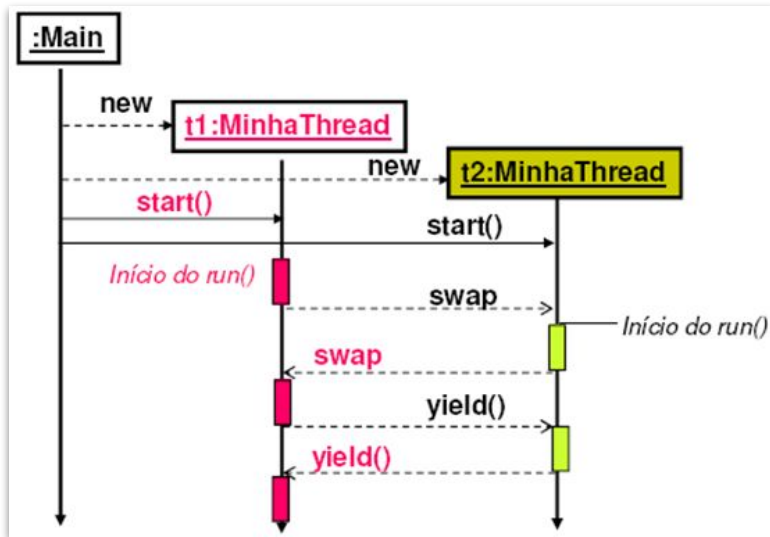 :Main
new
t1:MinhaThread
new
t2:MinhaThread
start()
start()
Início do run()
swap
Início do run()
swap
yield()
yield()